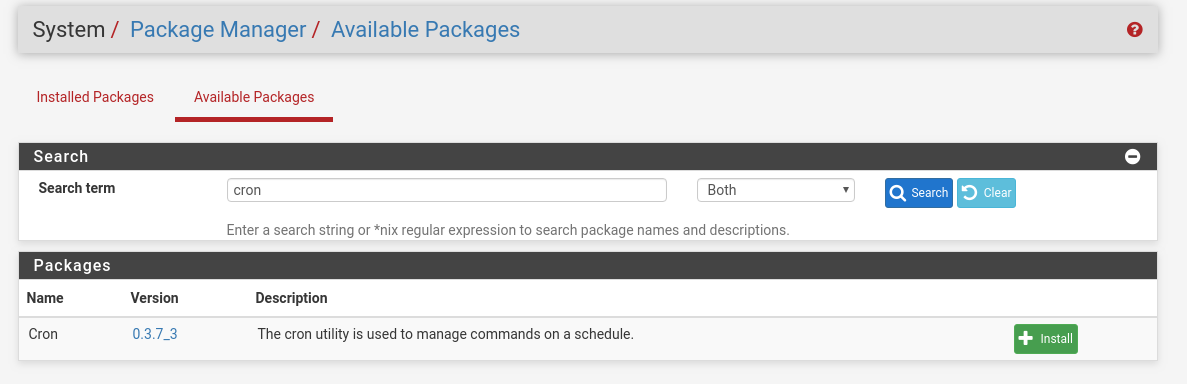 System / Package Manager / Available Packages
Installed Packages Available Packages
Search
Search term cron Both Search Clear
Enter a search string or *nix regular expression to search package names and descriptions.
Packages
Name Version Description
Cron 0.3.7_3 The cron utility is used to manage commands on a schedule. Install